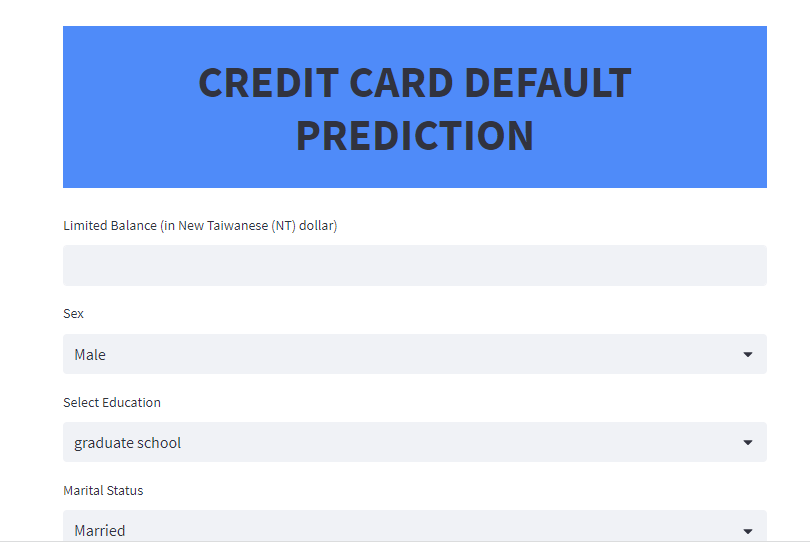 CREDIT CARD DEFAULT
PREDICTION
Limited Balance (in New Taiwanese (NT) dollar)
Sex
Male
Select Education
graduate school
Marital Status
Married